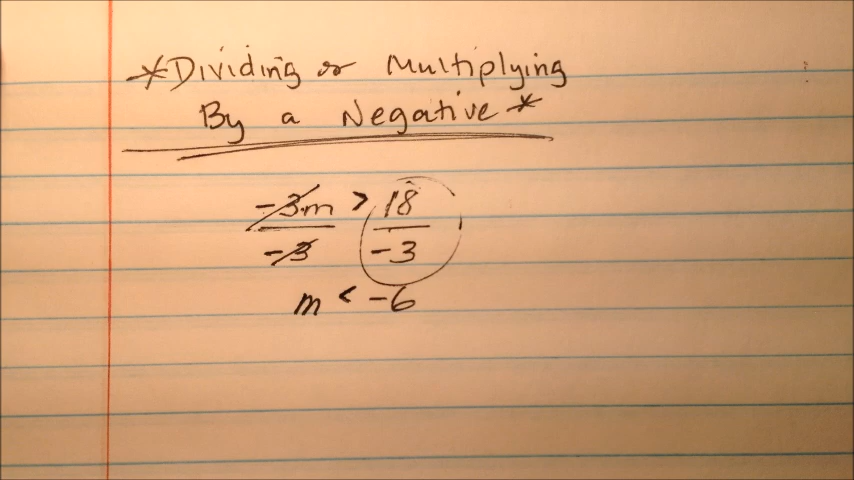 *Dividing or Multiplying
By a Negative*
-3m > 18
-3 -3
m < -6